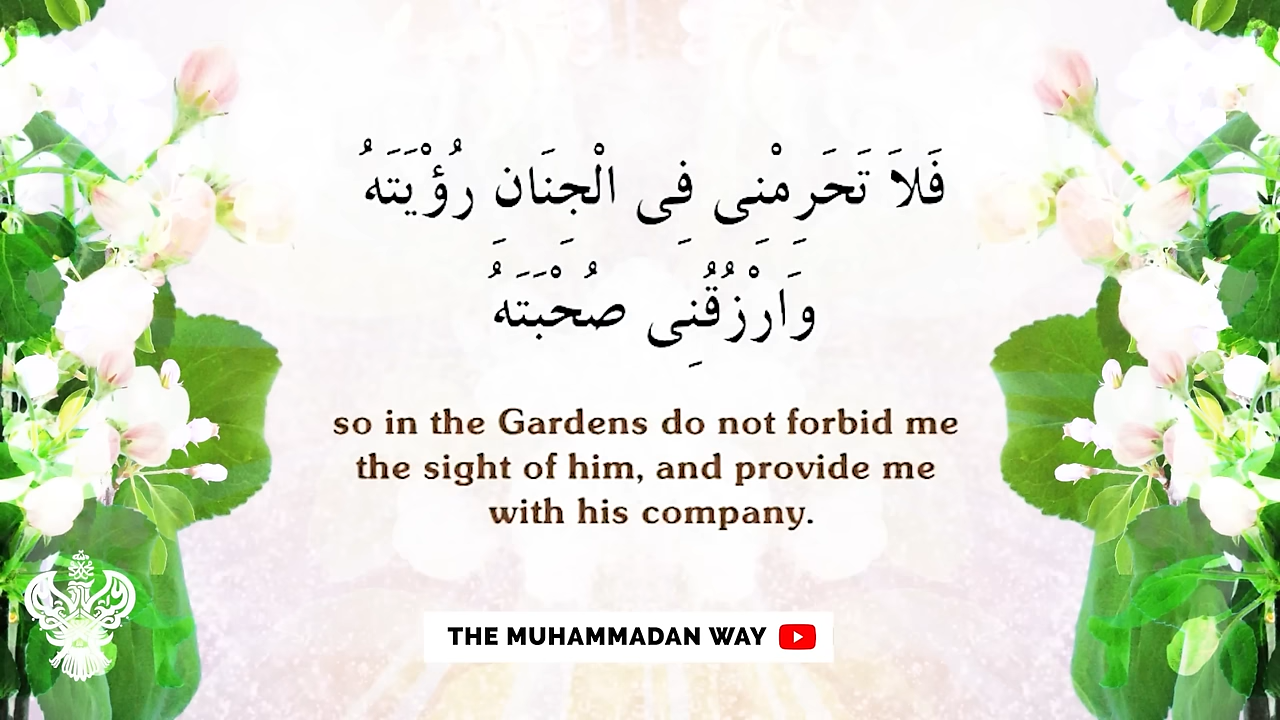 فَلاَ تَحَرِمْنِى فِى الْجِنَانِ رُؤْيَتَهُ
وَارْزُقْنِى صُحْبَتَهُ
so in the Gardens do not forbid me
the sight of him, and provide me
with his company.
THE MUHAMMADAN WAY